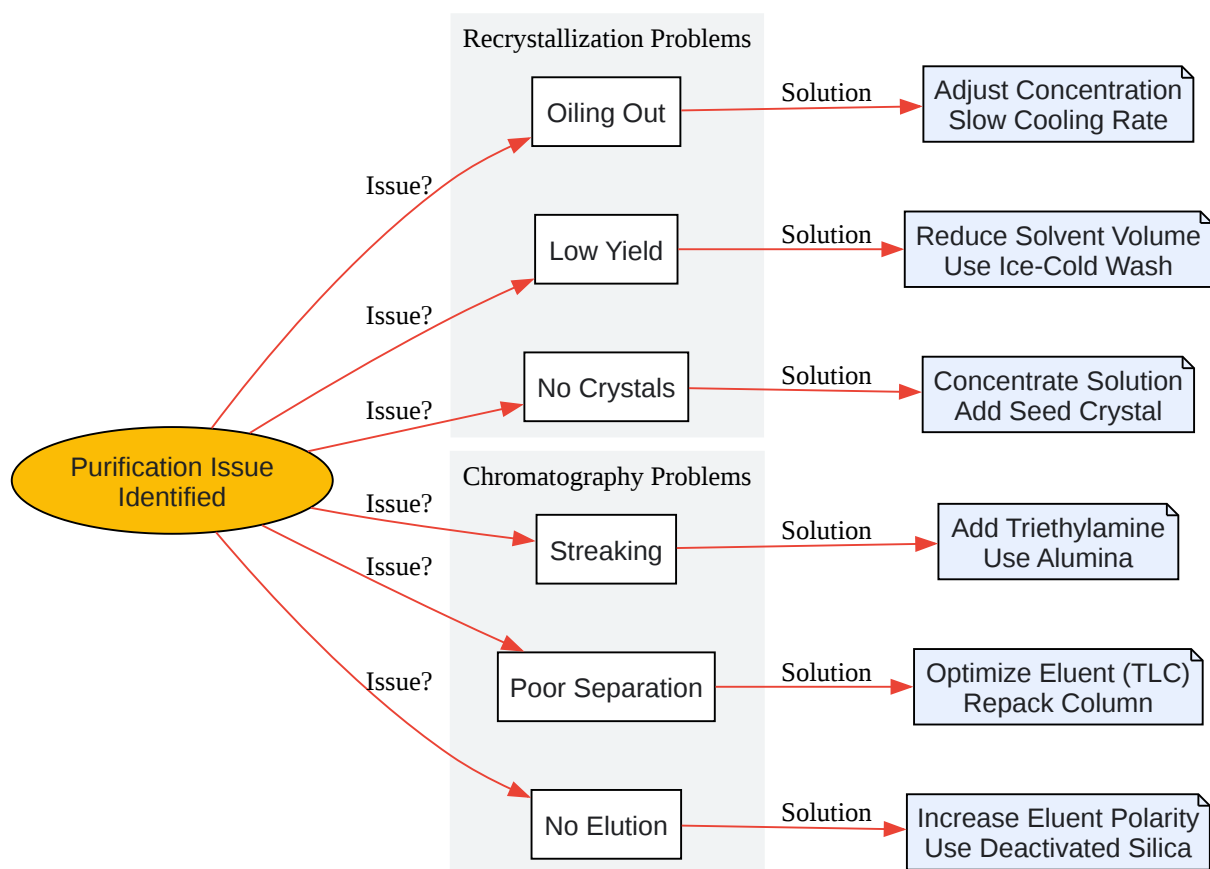 Recrystallization Problems
Oiling Out
Solution
Adjust Concentration
Slow Cooling Rate
Issue?
Low Yield
Solution
Reduce Solvent Volume
Use Ice-Cold Wash
Issue?
No Crystals
Solution
Concentrate Solution
Add Seed Crystal
Issue?
Purification Issue
Identified
Chromatography Problems
Issue?
Streaking
Solution
Add Triethylamine
Use Alumina
Issue?
Poor Separation
Solution
Optimize Eluent (TLC)
Repack Column
Issue?
No Elution
Solution
Increase Eluent Polarity
Use Deactivated Silica